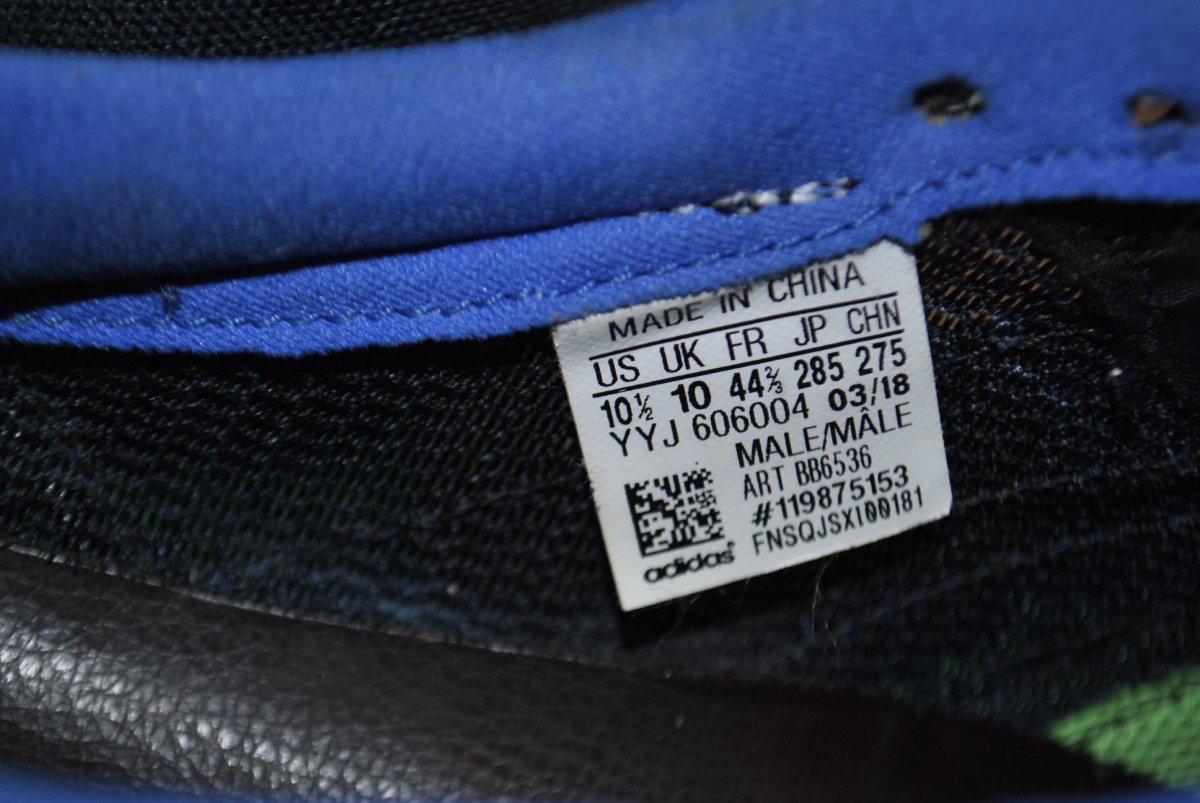 MADE IN CHINA
US UK FR JP CHN
10½ 10 44⅔ 285 275
YYJ 606004 03/18
MALE/MÂLE
ART BB6536
#119875153
FNSQJSX100181
adidas